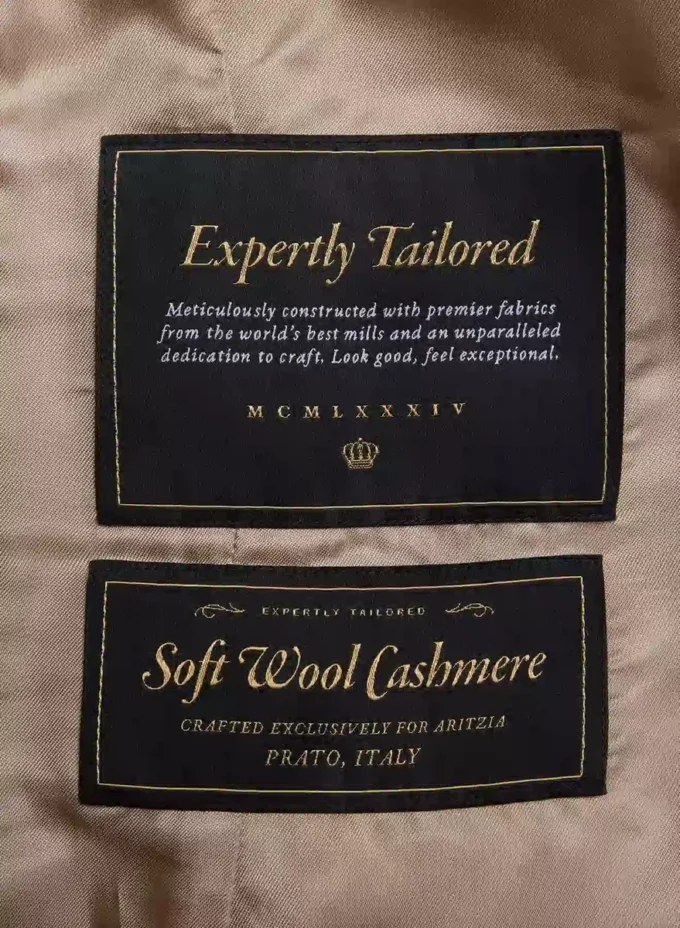 Expertly Tailored
Meticulously constructed with premier fabrics
from the world's best mills and an unparalleled
dedication to craft. Look good, feel exceptional.
MCMLXXXIV
EXPERTLY TAILORED
Soft Wool Cashmere
CRAFTED EXCLUSIVELY FOR ARITZIA
PRATO, ITALY